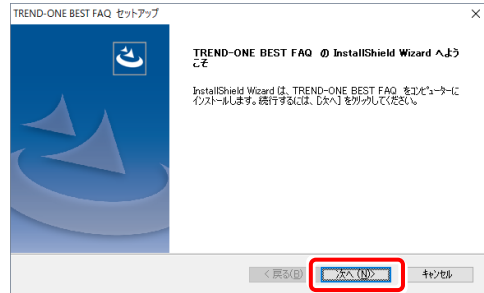 TREND-ONE BEST FAQ セットアップ
TREND-ONE BEST FAQ の InstallShield Wizard へよう
こそ
InstallShield Wizard は、TREND-ONE BEST FAQ をコンピューターに
インストールします。続行するには、[次へ] をクリックしてください。
< 戻る(B) 次へ(N)> キャンセル